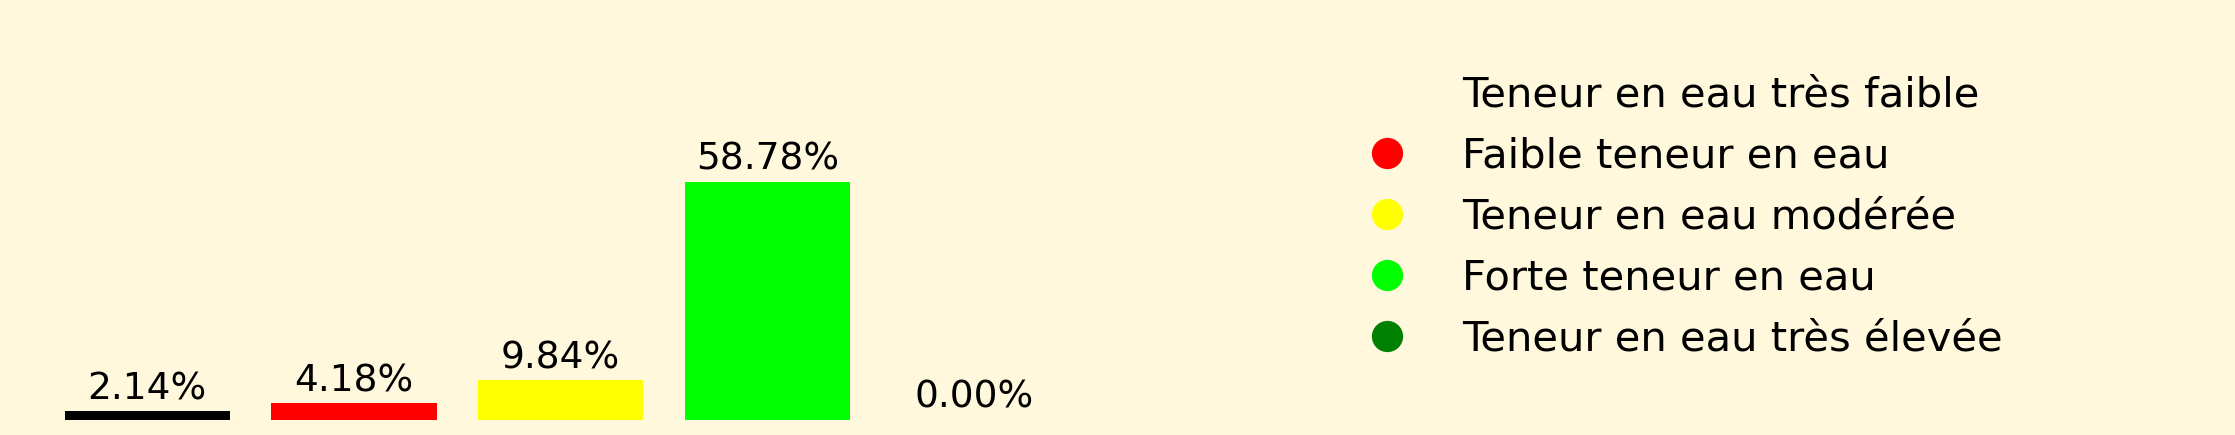 2.14%
4.18%
9.84%
58.78%
0.00%
Teneur en eau très faible
Faible teneur en eau
Teneur en eau modérée
Forte teneur en eau
Teneur en eau très élevée